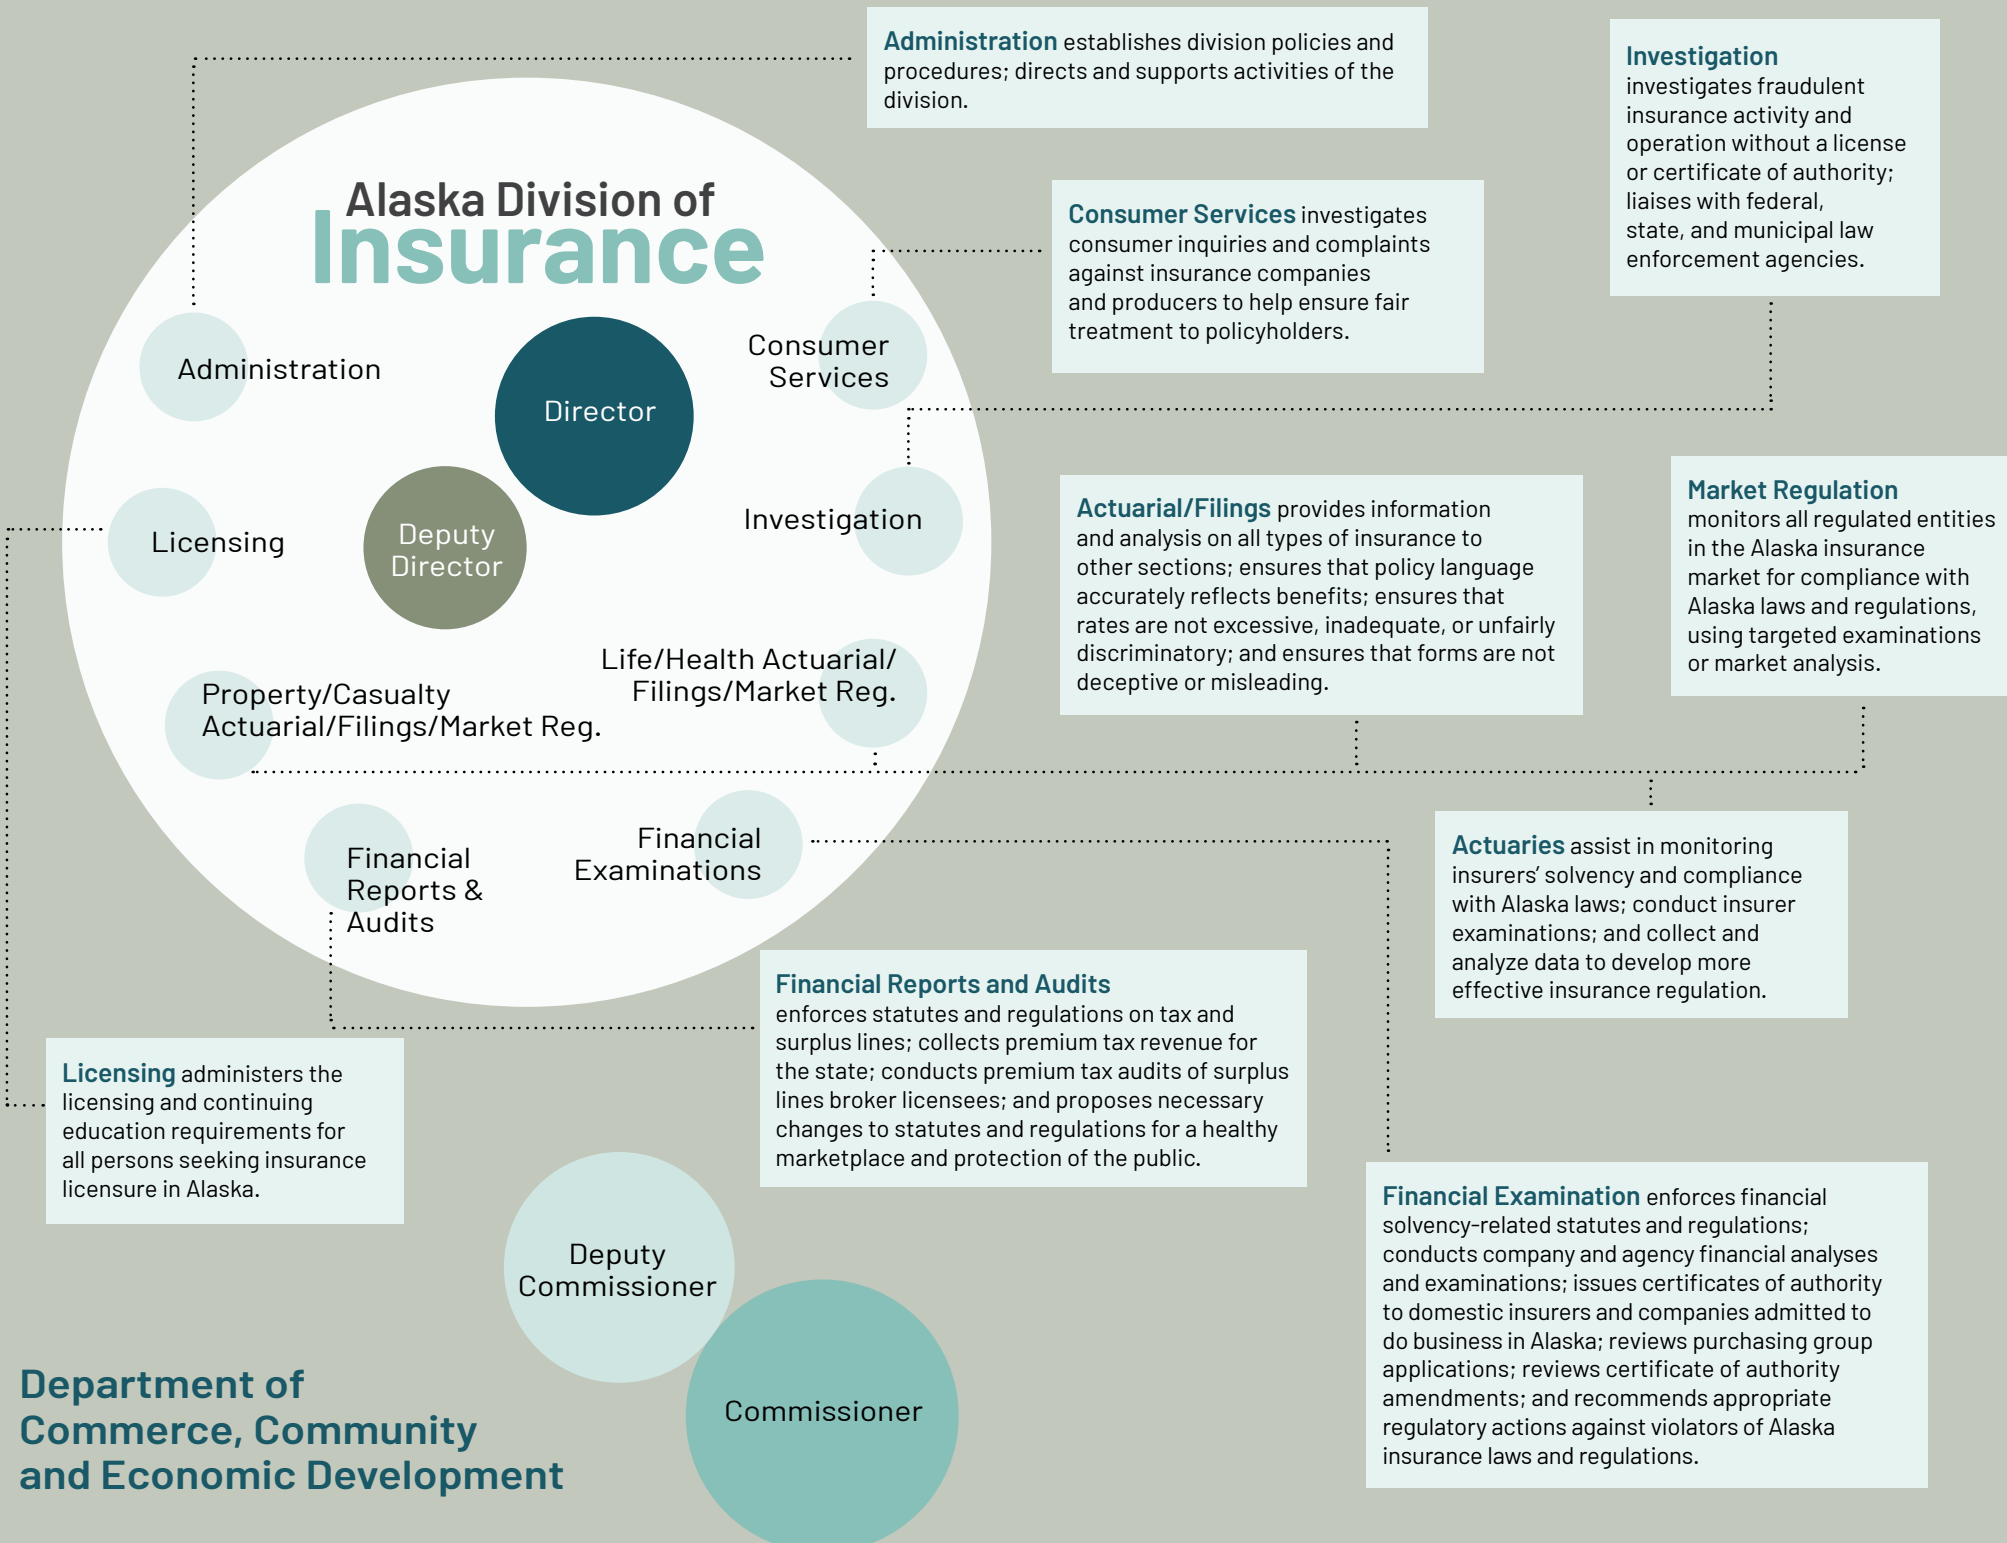 Administration establishes division policies and
procedures; directs and supports activities of the
division.
Investigation
investigates fraudulent
insurance activity and
operation without a license
or certificate of authority;
liaises with federal,
state, and municipal law
enforcement agencies.
Alaska Division of
Insurance
Consumer Services investigates
consumer inquiries and complaints
against insurance companies
and producers to help ensure fair
treatment to policyholders.
Administration
Director
Consumer
Services
Licensing
Deputy
Director
Investigation
Actuarial/Filings provides information
and analysis on all types of insurance to
other sections; ensures that policy language
accurately reflects benefits; ensures that
rates are not excessive, inadequate, or unfairly
discriminatory; and ensures that forms are not
deceptive or misleading.
Market Regulation
monitors all regulated entities
in the Alaska insurance
market for compliance with
Alaska laws and regulations,
using targeted examinations
or market analysis.
Life/Health Actuarial/
Filings/Market Reg.
Property/Casualty
Actuarial/Filings/Market Reg.
Financial
Reports &
Audits
Financial
Examinations
Actuaries assist in monitoring
insurers’ solvency and compliance
with Alaska laws; conduct insurer
examinations; and collect and
analyze data to develop more
effective insurance regulation.
Financial Reports and Audits
enforces statutes and regulations on tax and
surplus lines; collects premium tax revenue for
the state; conducts premium tax audits of surplus
lines broker licensees; and proposes necessary
changes to statutes and regulations for a healthy
marketplace and protection of the public.
Licensing administers the
licensing and continuing
education requirements for
all persons seeking insurance
licensure in Alaska.
Financial Examination enforces financial
solvency-related statutes and regulations;
conducts company and agency financial analyses
and examinations; issues certificates of authority
to domestic insurers and companies admitted to
do business in Alaska; reviews purchasing group
applications; reviews certificate of authority
amendments; and recommends appropriate
regulatory actions against violators of Alaska
insurance laws and regulations.
Deputy
Commissioner
Commissioner
Department of
Commerce, Community
and Economic Development